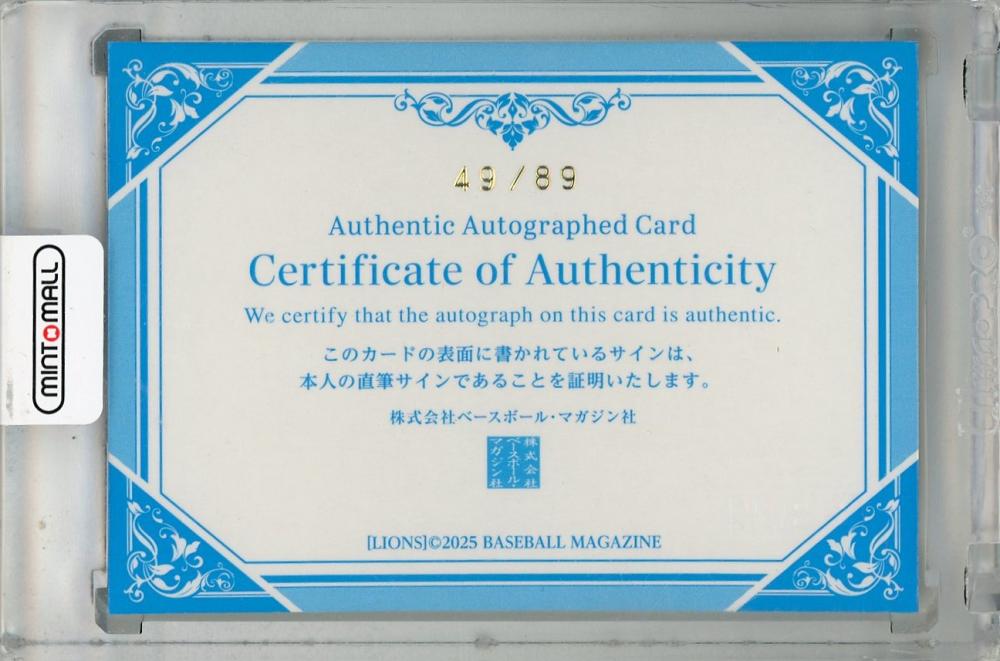 49/89
Authentic Autographed Card
Certificate of Authenticity
We certify that the autograph on this card is authentic.
このカードの表面に書かれているサインは、
本人の直筆サインであることを証明いたします。
株式会社ベースボール・マガジン社
株式会社
ベースボール・
マガジン社
[LIONS]©2025 BASEBALL MAGAZINE
MINTOMALL